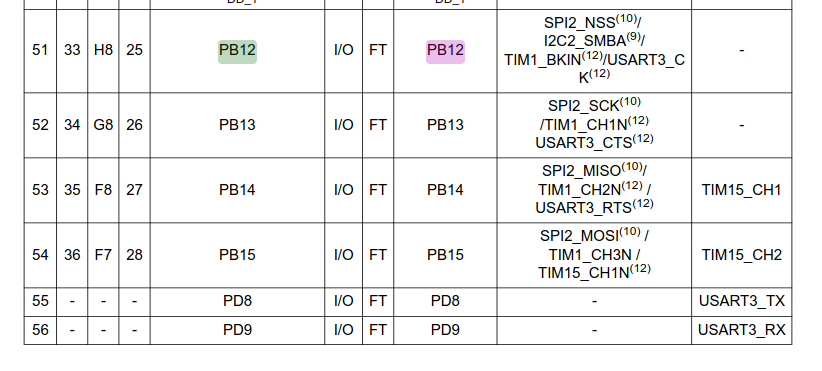 DD_1 DD_1
51 33 H8 25 PB12 I/O FT PB12 SPI2_NSS(10)/ -
I2C2_SMBA(9)/
TIM1_BKIN(12)/USART3_C
K(12)
52 34 G8 26 PB13 I/O FT PB13 SPI2_SCK(10) -
/TIM1_CH1N(12)
USART3_CTS(12)
53 35 F8 27 PB14 I/O FT PB14 SPI2_MISO(10)/ TIM15_CH1
TIM1_CH2N(12) /
USART3_RTS(12)
54 36 F7 28 PB15 I/O FT PB15 SPI2_MOSI(10) / TIM15_CH2
TIM1_CH3N /
TIM15_CH1N(12)
55 - - - PD8 I/O FT PD8 - USART3_TX
56 - - - PD9 I/O FT PD9 - USART3_RX